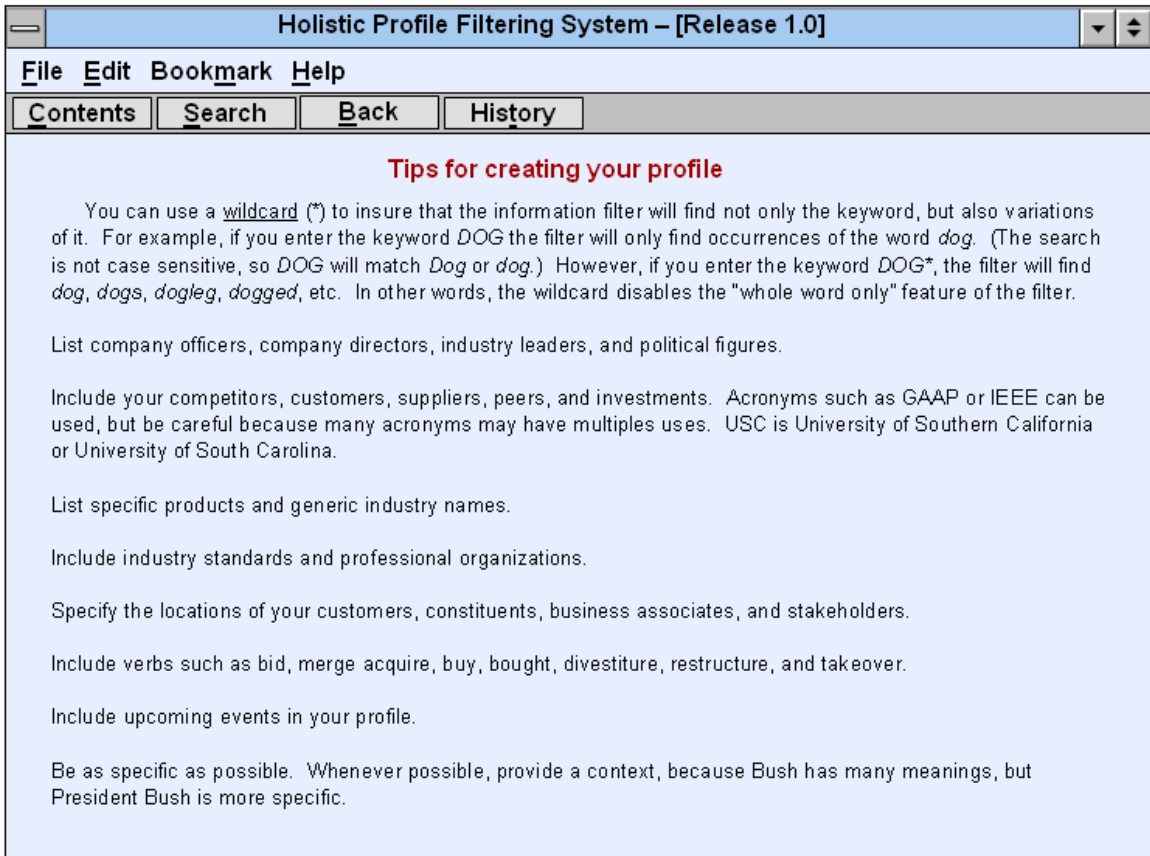 Holistic Profile Filtering System – [Release 1.0]
File Edit Bookmark Help
Contents Search Back History
Tips for creating your profile
You can use a wildcard (*) to insure that the information filter will find not only the keyword, but also variations
of it. For example, if you enter the keyword DOG the filter will only find occurrences of the word dog. (The search
is not case sensitive, so DOG will match Dog or dog.) However, if you enter the keyword DOG*, the filter will find
dog, dogs, dogleg, dogged, etc. In other words, the wildcard disables the "whole word only" feature of the filter.
List company officers, company directors, industry leaders, and political figures.
Include your competitors, customers, suppliers, peers, and investments. Acronyms such as GAAP or IEEE can be
used, but be careful because many acronyms may have multiples uses. USC is University of Southern California
or University of South Carolina.
List specific products and generic industry names.
Include industry standards and professional organizations.
Specify the locations of your customers, constituents, business associates, and stakeholders.
Include verbs such as bid, merge acquire, buy, bought, divestiture, restructure, and takeover.
Include upcoming events in your profile.
Be as specific as possible. Whenever possible, provide a context, because Bush has many meanings, but
President Bush is more specific.